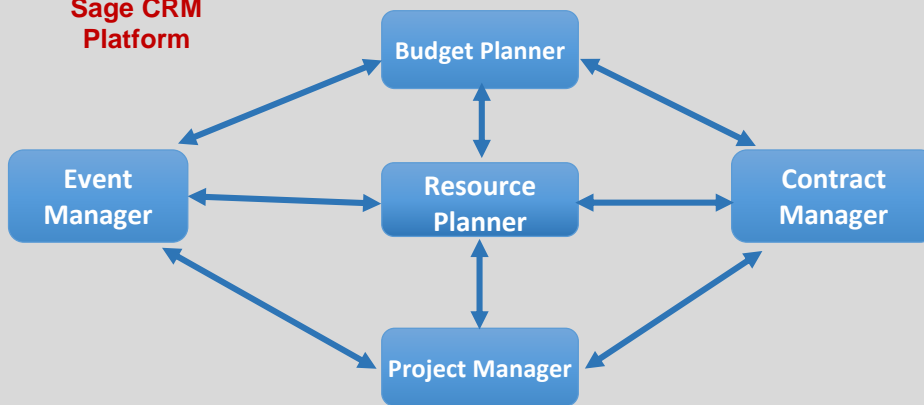 Sage CRM
Platform
Budget Planner
Event
Manager
Resource
Planner
Contract
Manager
Project Manager